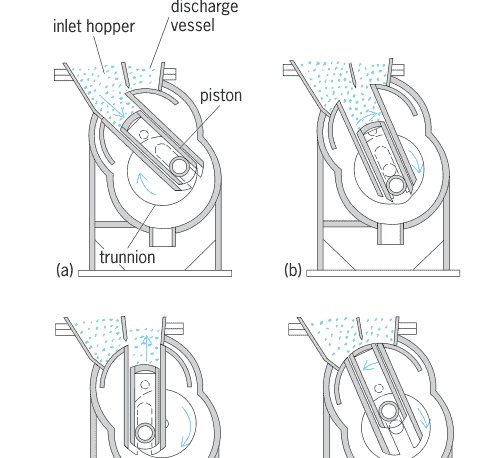 discharge
vessel
inlet hopper
piston
trunnion
(a)
(b)